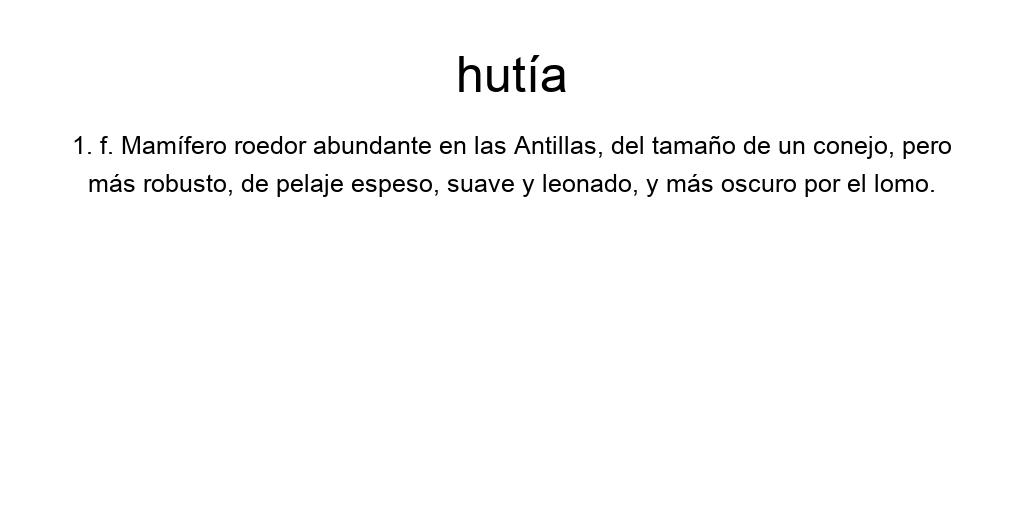 hutía
1. f. Mamífero roedor abundante en las Antillas, del tamaño de un conejo, pero
más robusto, de pelaje espeso, suave y leonado, y más oscuro por el lomo.